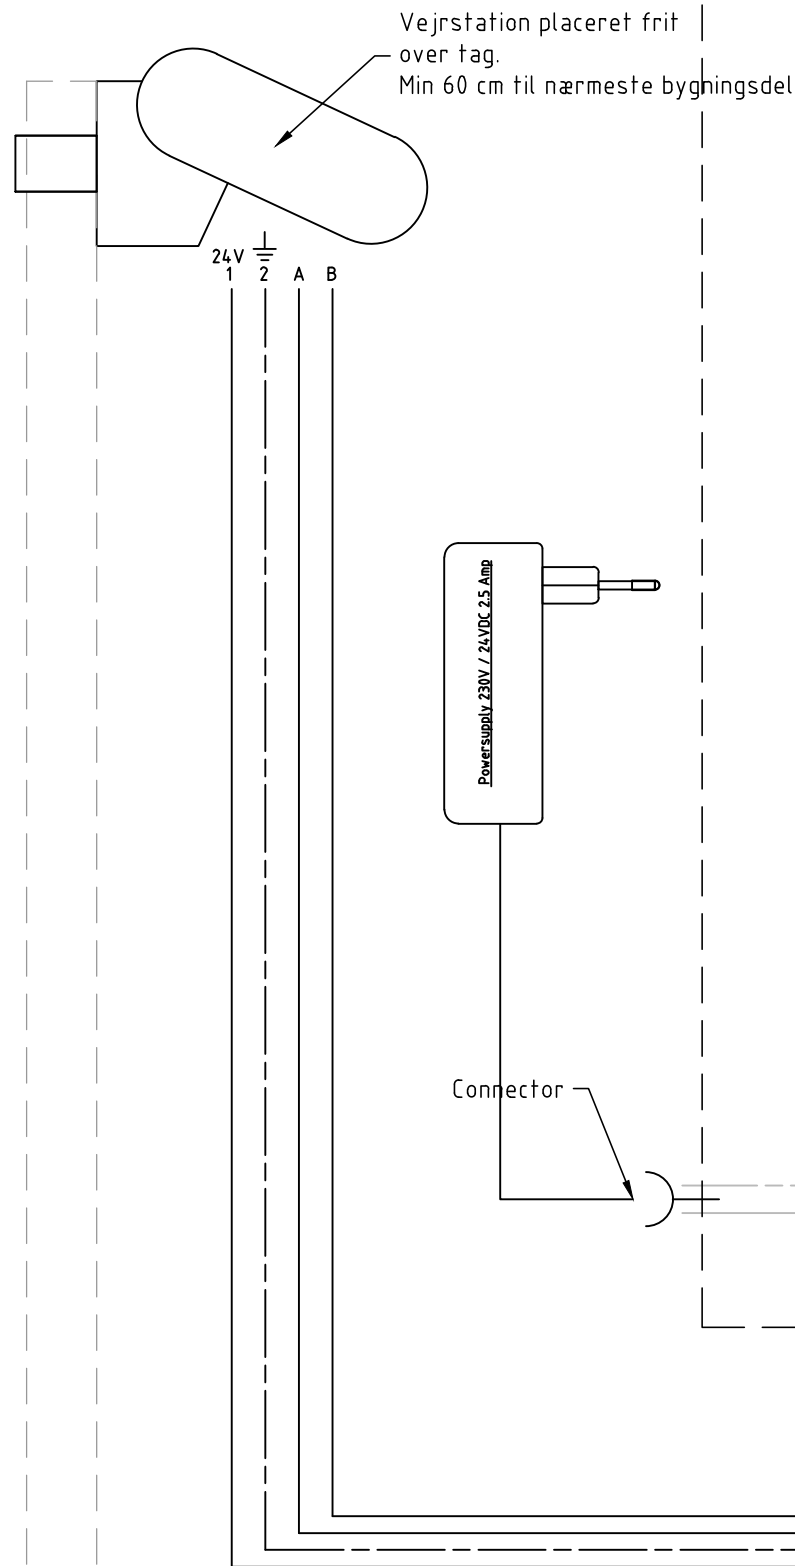 Vejrstation placeret frit
over tag.
Min 60 cm til nærmeste bygningsdel
24V
1 2 A B
Powersupply 230V / 24VDC 2.5 Amp
Connector